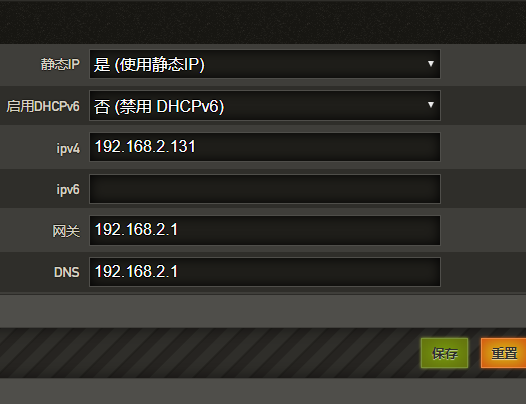 静态IP 是 (使用静态IP)
启用DHCPv6 否 (禁用 DHCPv6)
ipv4 192.168.2.131
ipv6
网关 192.168.2.1
DNS 192.168.2.1
保存 重置